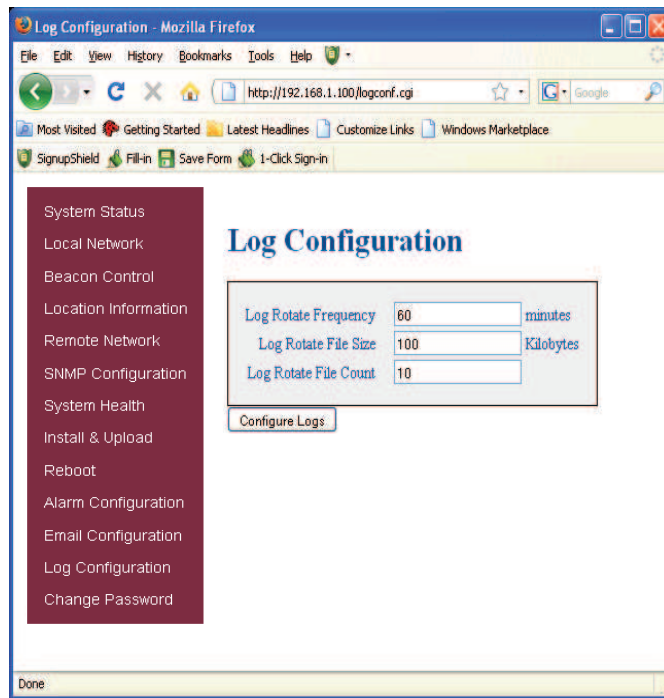 Log Configuration - Mozilla Firefox
File Edit View History Bookmarks Tools Help
http://192.168.1.100/logconf.cgi
G Google
Most Visited Getting Started Latest Headlines Customize Links Windows Marketplace
SignupShield Fill-in Save Form 1-Click Sign-in
System Status
Local Network
Beacon Control
Location Information
Remote Network
SNMP Configuration
System Health
Install & Upload
Reboot
Alarm Configuration
Email Configuration
Log Configuration
Change Password
Log Configuration
Log Rotate Frequency 60 minutes
Log Rotate File Size 100 Kilobytes
Log Rotate File Count 10
Configure Logs
Done